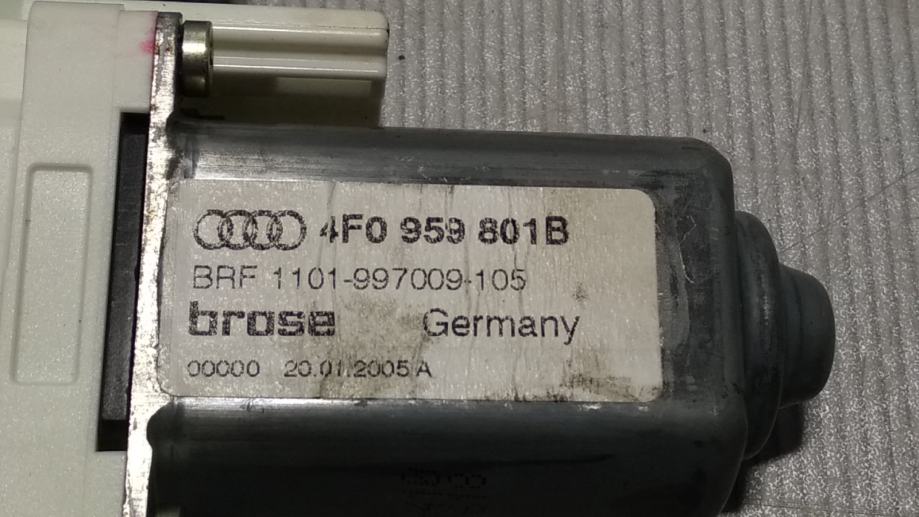 4F0 959 801B
BRF 1101-997009-105
brose Germany
00000 20.01.2005 A